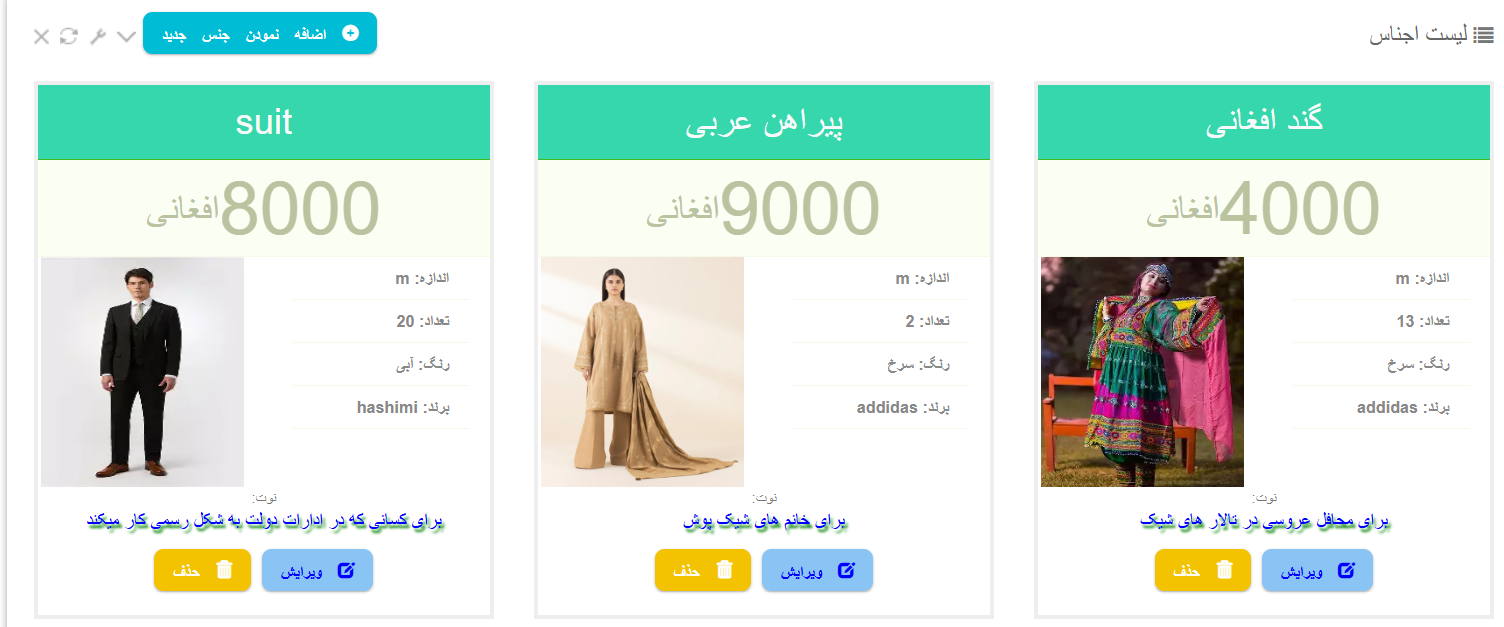 لیست اجناس
اضافه نمودن جنس جدید
گند افغانی
4000افغانی
اندازه: m
تعداد: 13
رنگ: سرخ
برند: addidas
نوت:
برای محافل عروسی در تالار های شیک
ویرایش
حذف
پیراهن عربی
9000افغانی
اندازه: m
تعداد: 2
رنگ: سرخ
برند: addidas
نوت:
برای خانم های شیک پوش
ویرایش
حذف
suit
8000افغانی
اندازه: m
تعداد: 20
رنگ: آبی
برند: hashimi
نوت:
برای کسانی که در ادارات دولت به شکل رسمی کار میکند
ویرایش
حذف